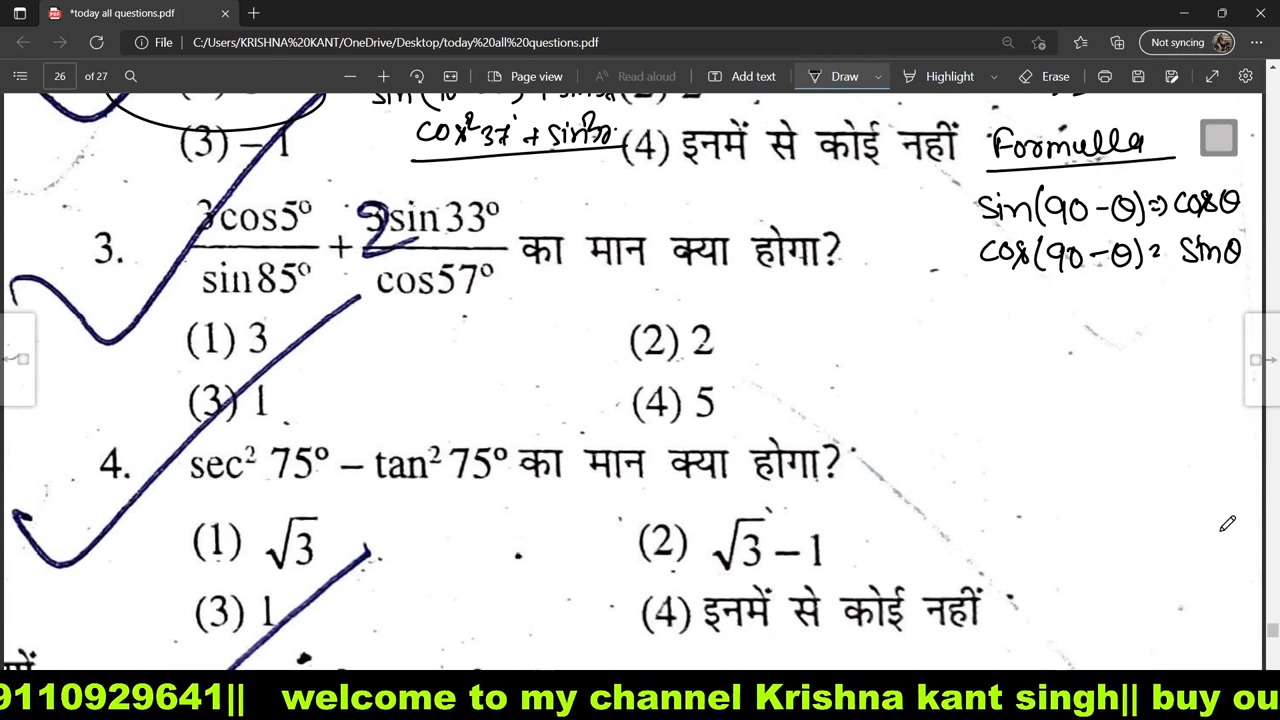 *today all questions.pdf
File C:/Users/KRISHNA%20KANT/OneDrive/Desktop/today%20all%20questions.pdf Not syncing
26 of 27 Page view Read aloud Add text Draw Highlight Erase
(3) – 1 cos²37 + sin² (4) इनमें से कोई नहीं Formulla
sin(90-θ)⇒cosθ
3. 3cos5°/sin85° + 2sin33°/cos57° का मान क्या होगा?
cos(90-θ)= sinθ
(1) 3 (2) 2
(3) 1 (4) 5
4. sec² 75° – tan² 75° का मान क्या होगा?
(1) √3 (2) √3 – 1
(3) 1 (4) इनमें से कोई नहीं
9110929641|| welcome to my channel Krishna kant singh|| buy ou